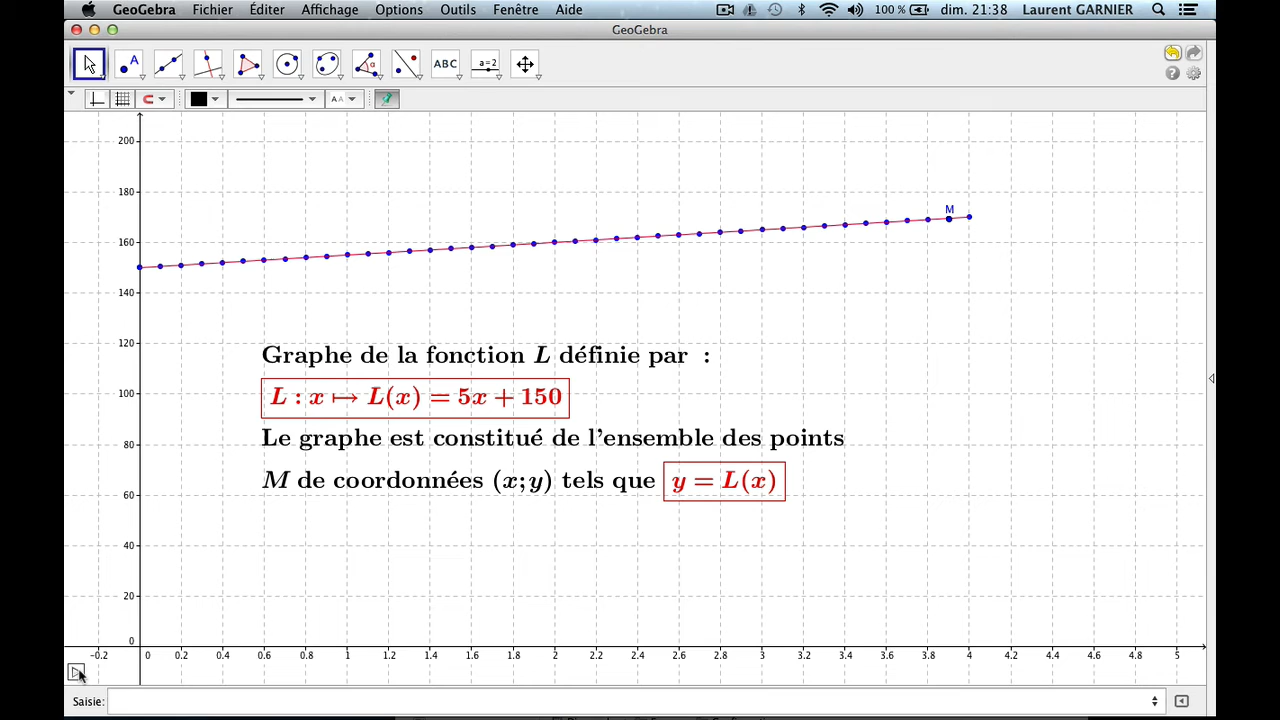 GeoGebra Fichier Éditer Affichage Options Outils Fenêtre Aide 100 % dim. 21:38 Laurent GARNIER
GeoGebra
A α ABC a=2
A A
200
180
M
160
140
120
Graphe de la fonction L définie par :
100
L : x ↦ L(x) = 5x + 150
80
Le graphe est constitué de l'ensemble des points
M de coordonnées (x; y) tels que y = L(x)
60
40
20
0
-0.2 0 0.2 0.4 0.6 0.8 1 1.2 1.4 1.6 1.8 2 2.2 2.4 2.6 2.8 3 3.2 3.4 3.6 3.8 4 4.2 4.4 4.6 4.8 5
Saisie: